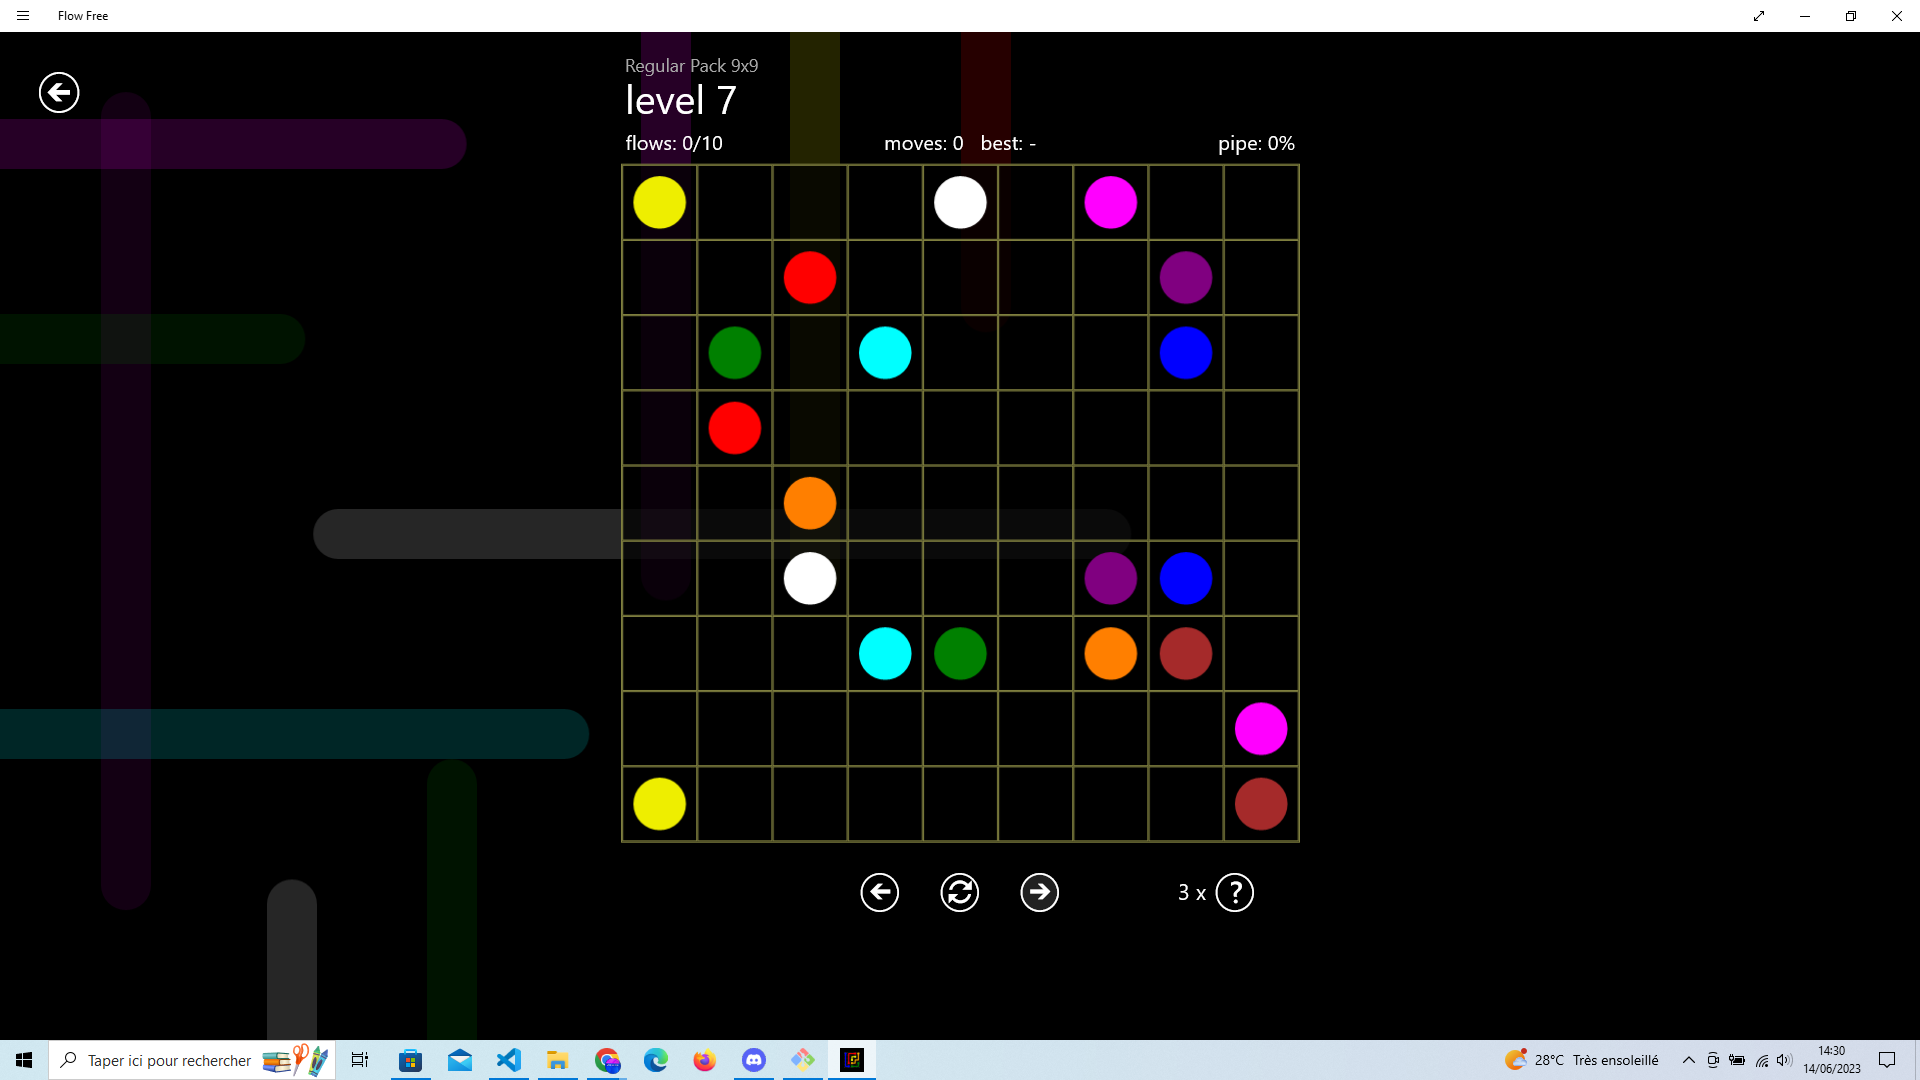 Flow Free
Regular Pack 9x9
level 7
flows: 0/10 moves: 0 best: - pipe: 0%
3 x ?
Taper ici pour rechercher
28°C Très ensoleillé
14:30
14/06/2023